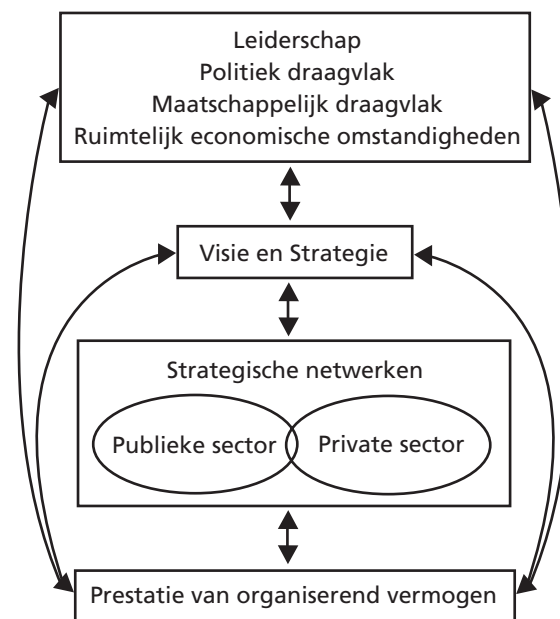 Leiderschap
Politiek draagvlak
Maatschappelijk draagvlak
Ruimtelijk economische omstandigheden
Visie en Strategie
Strategische netwerken
Publieke sector
Private sector
Prestatie van organiserend vermogen